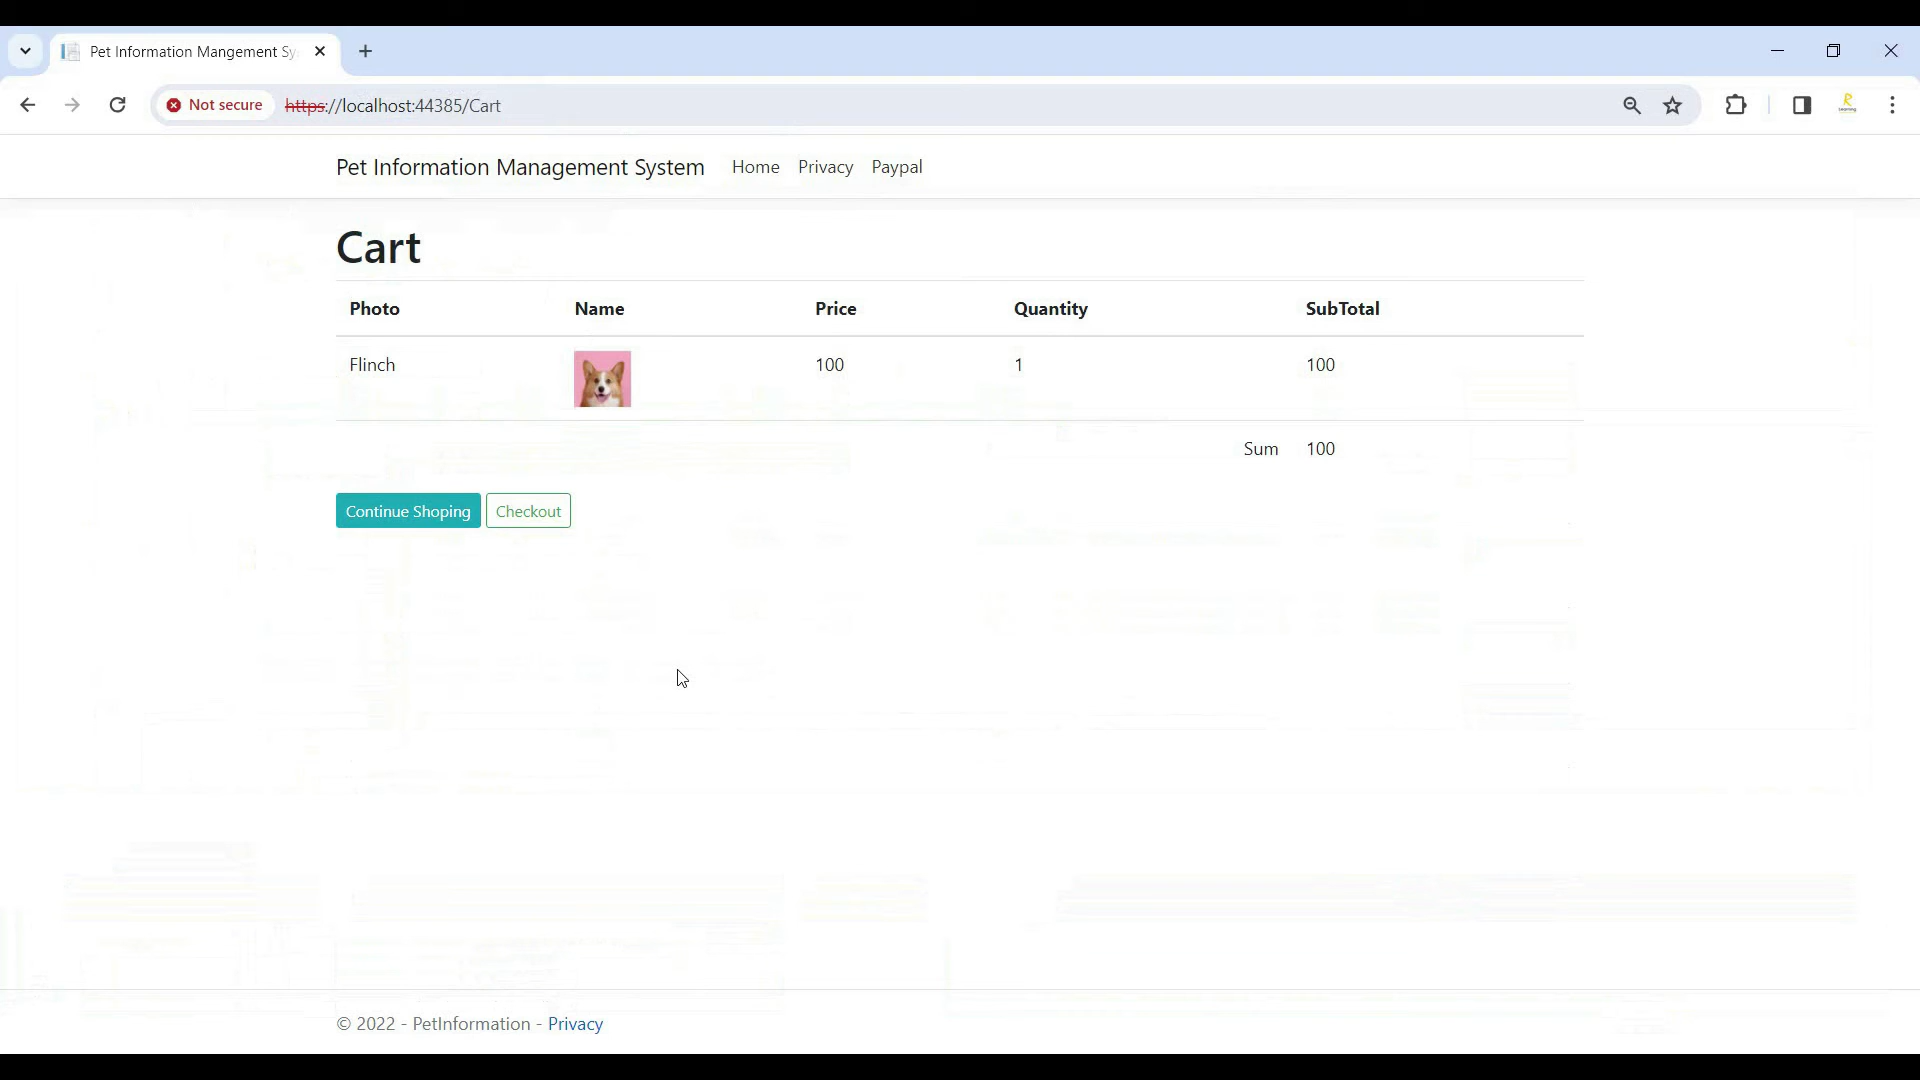 Pet Information Mangement Sy
Not secure https://localhost:44385/Cart
Pet Information Management System Home Privacy Paypal
Cart
Photo Name Price Quantity SubTotal
Flinch 100 1 100
Sum 100
Continue Shoping Checkout
© 2022 - PetInformation - Privacy